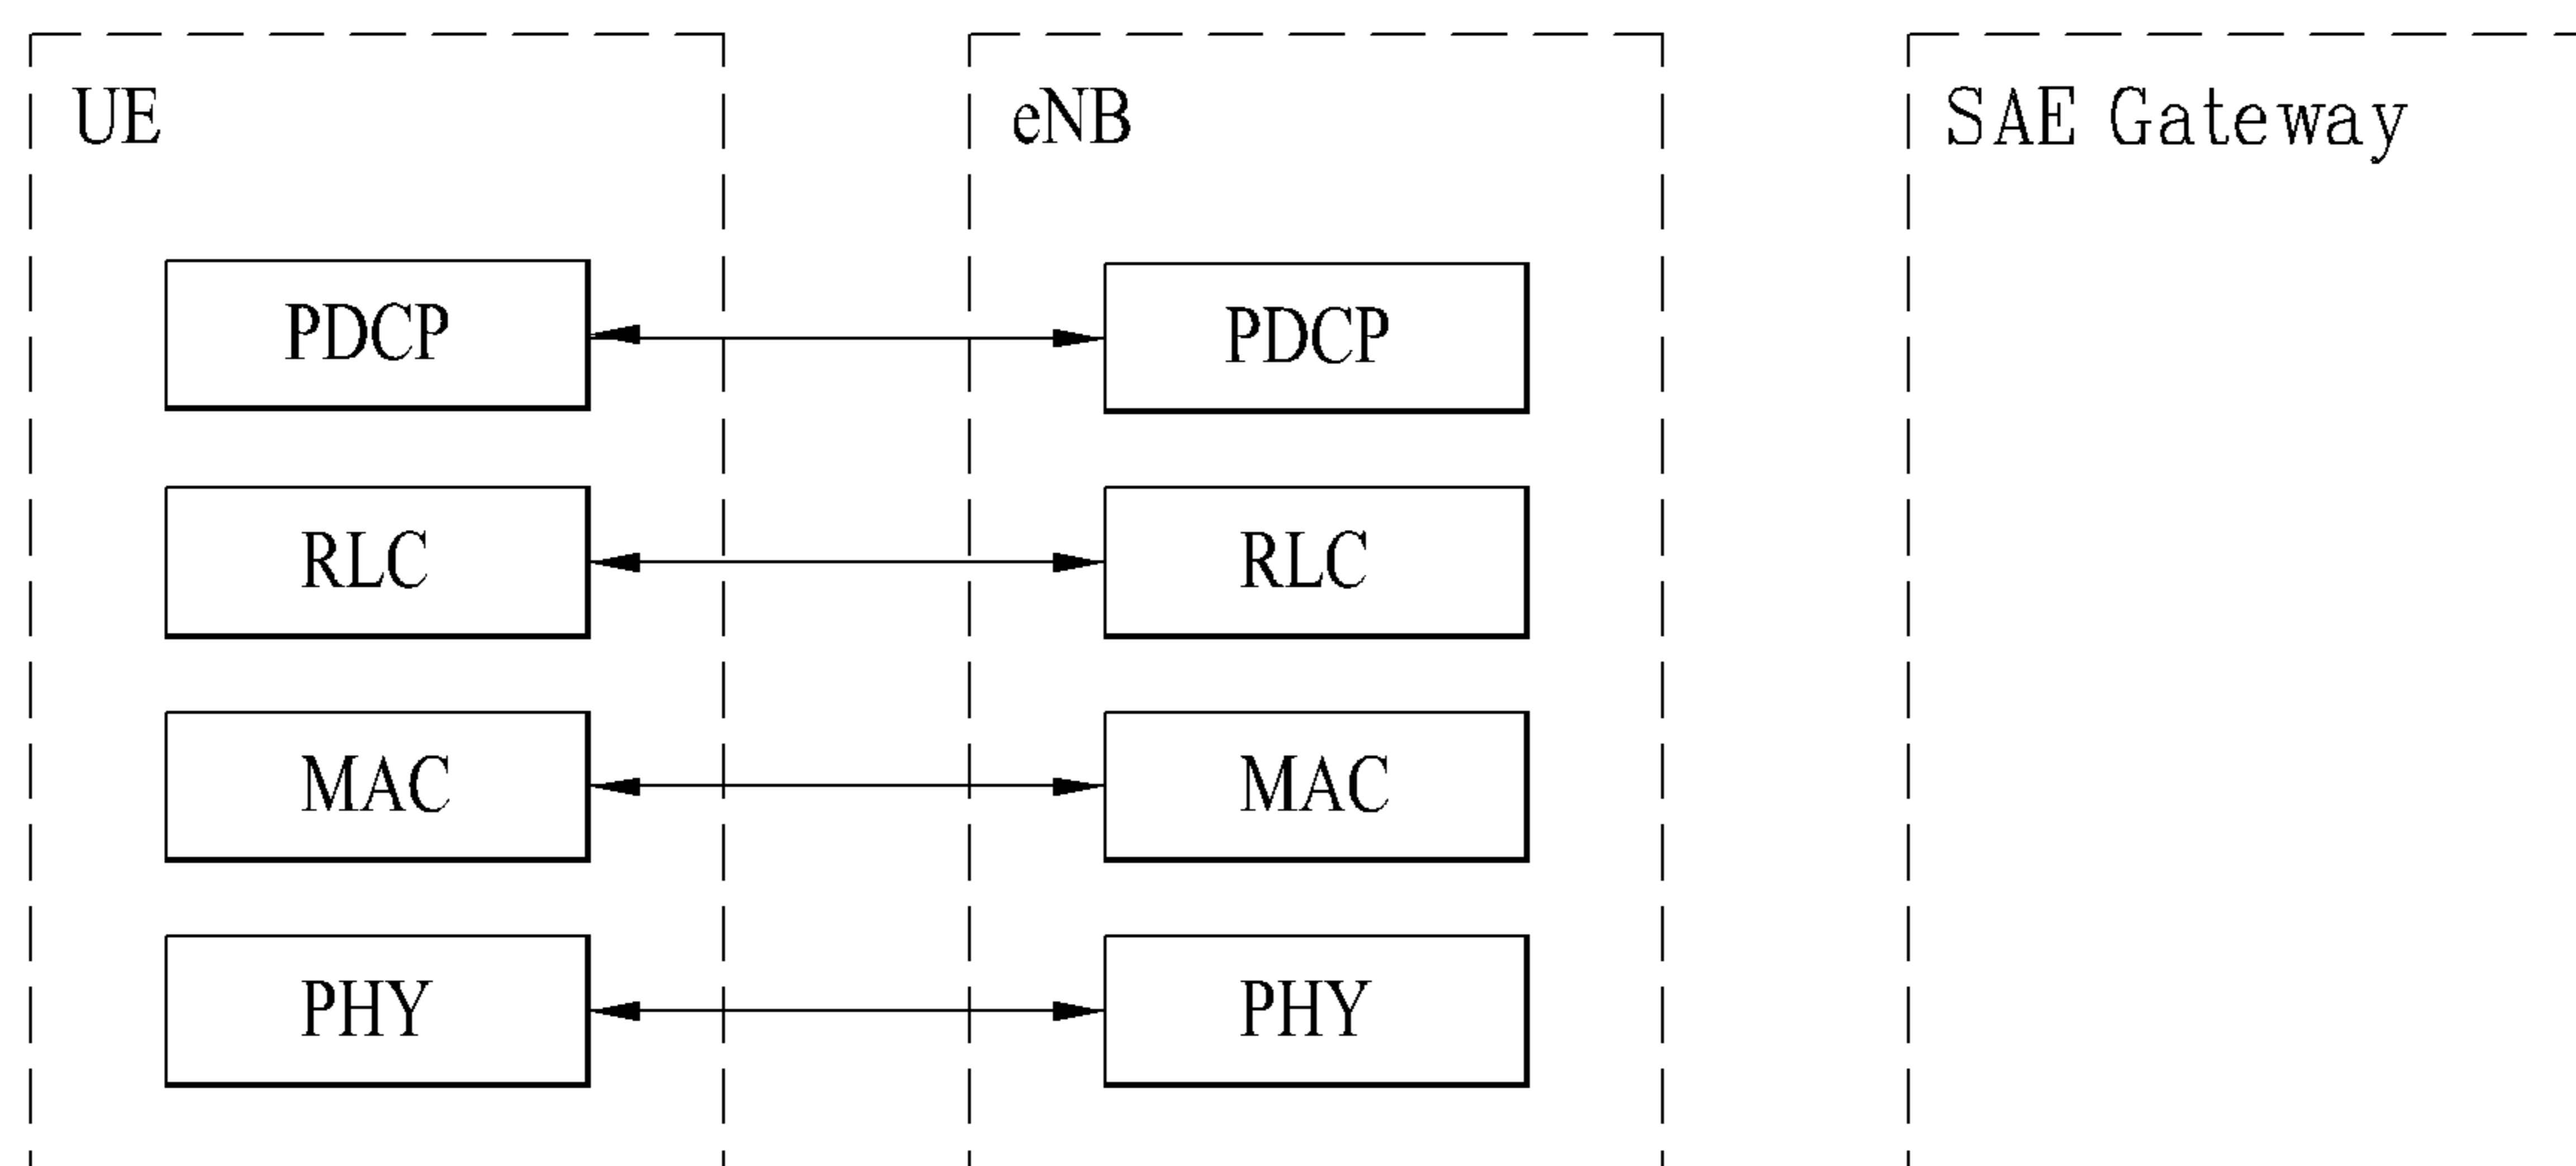 UE
eNB
SAE Gateway
PDCP
PDCP
RLC
RLC
MAC
MAC
PHY
PHY